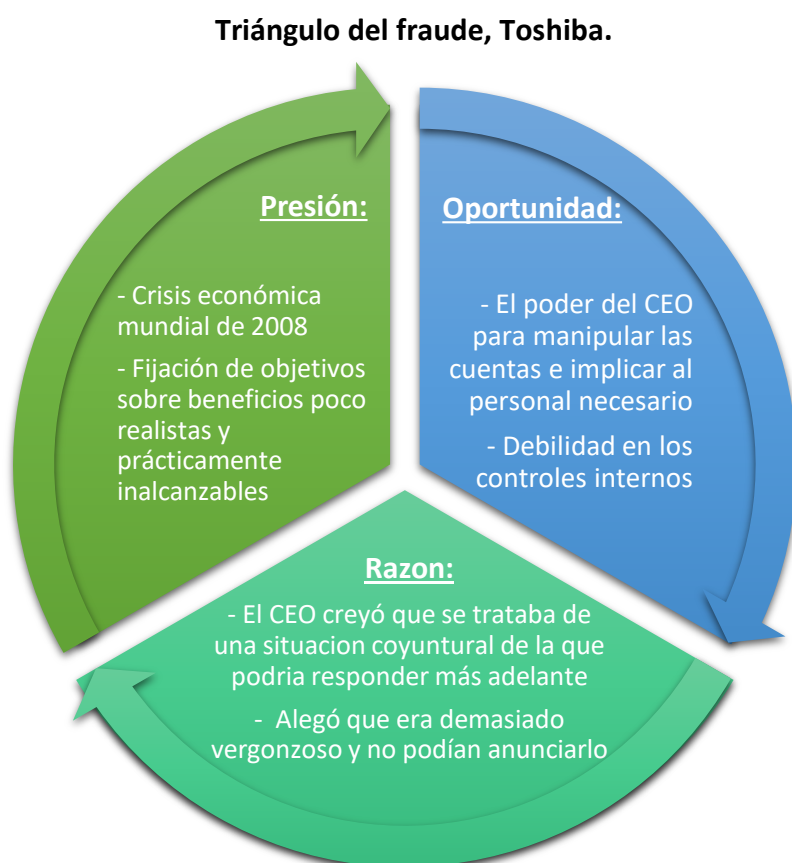 Triángulo del fraude, Toshiba.
Presión:
- Crisis económica
mundial de 2008
- Fijación de objetivos
sobre beneficios poco
realistas y
prácticamente
inalcanzables
Oportunidad:
- El poder del CEO
para manipular las
cuentas e implicar al
personal necesario
- Debilidad en los
controles internos
Razon:
- El CEO creyó que se trataba de
una situacion coyuntural de la que
podria responder más adelante
- Alegó que era demasiado
vergonzoso y no podían anunciarlo